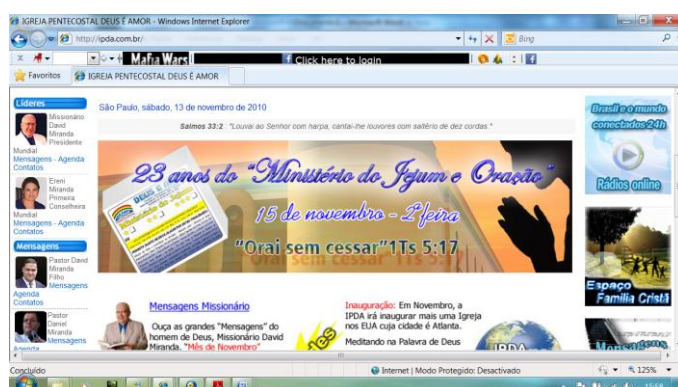 IGREJA PENTECOSTAL DEUS É AMOR - Windows Internet Explorer
http://ipda.com.br/
Bing
Mafia Wars
Click here to login
Favoritos
IGREJA PENTECOSTAL DEUS É AMOR
Líderes
Missionário
David
Miranda
Presidente
Mundial
Mensagens - Agenda
Contatos
Ereni
Miranda
Primeira
Conselheira
Mundial
Mensagens - Agenda
Contatos
Mensagens
Pastor David
Miranda
Filho
Mensagens
Agenda
Contatos
Pastor
Daniel
Miranda
Mensagens
Agenda
São Paulo, sábado, 13 de novembro de 2010
Salmos 33:2 : "Louvai ao Senhor com harpa, cantai-lhe louvores com saltério de dez cordas."
23 anos do "Ministério do Jejum e Oração"
15 de novembro - 2ª feira
"Orai sem cessar" 1Ts 5:17
Mensagens Missionário
Ouça as grandes "Mensagens" do
homem de Deus, Missionário David
Miranda. "Mês de Novembro"
Inauguração: Em Novembro, a
IPDA irá inaugurar mais uma Igreja
nos EUA cuja cidade é Atlanta.
Meditando na Palavra de Deus
IPDA
Brasil e o mundo
conectados 24h
Rádios online
Espaço
Família Cristã
Mensagens
Concluído
Internet | Modo Protegido: Desactivado
125%
15:58